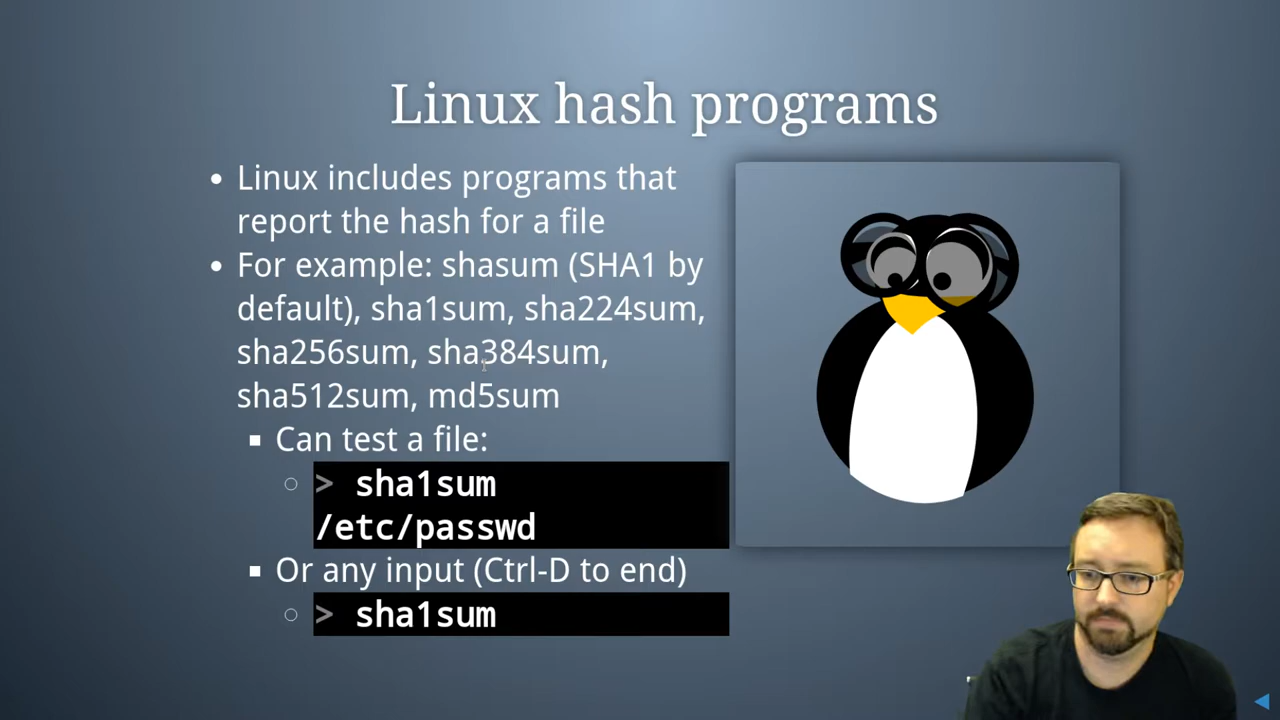 Linux hash programs
Linux includes programs that
report the hash for a file
For example: shasum (SHA1 by
default), sha1sum, sha224sum,
sha256sum, sha384sum,
sha512sum, md5sum
Can test a file:
> sha1sum
/etc/passwd
Or any input (Ctrl-D to end)
> sha1sum